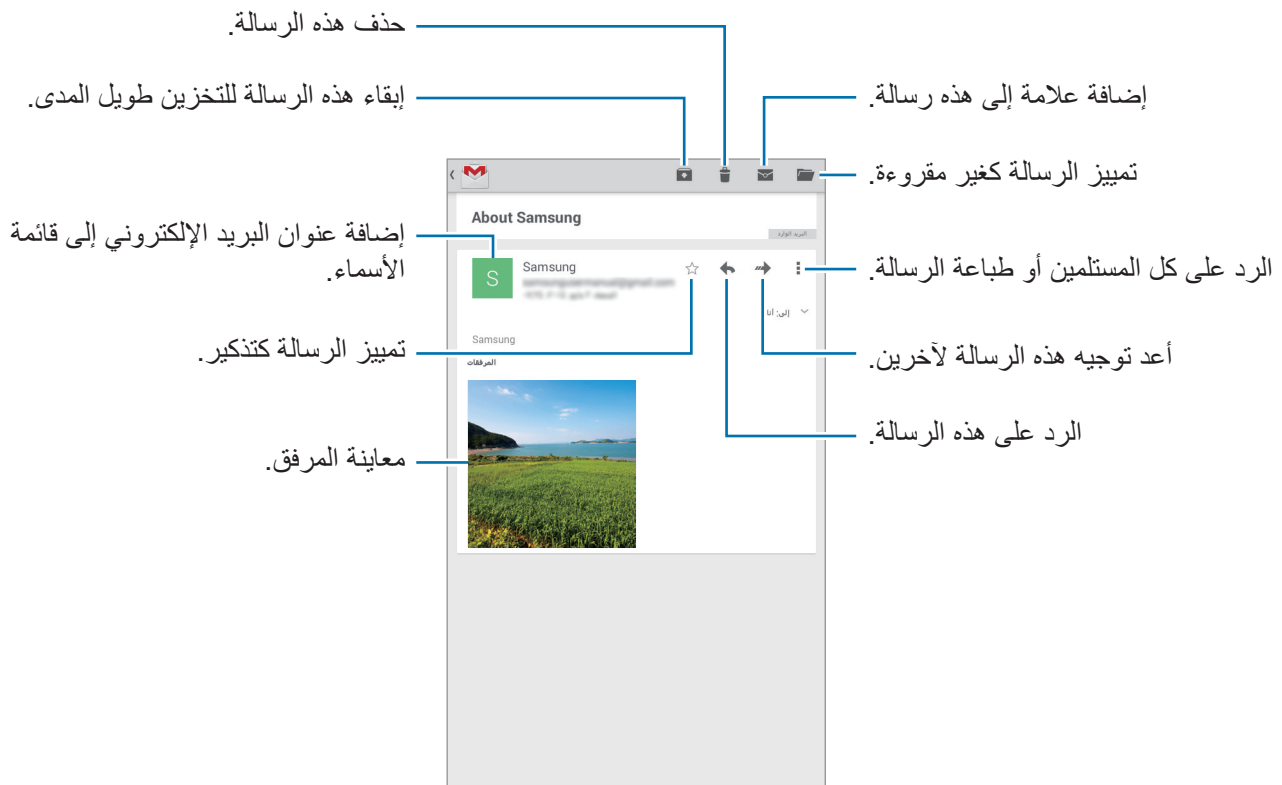 حذف هذه الرسالة.
إضافة علامة إلى هذه رسالة.
إبقاء هذه الرسالة للتخزين طويل المدى.
تمييز الرسالة كغير مقروءة.
About Samsung
البريد الوارد
إضافة عنوان البريد الإلكتروني إلى قائمة
الأسماء.
S
Samsung
الرد على كل المستلمين أو طباعة الرسالة.
إلى: أنا
Samsung
تمييز الرسالة كتذكير.
أعد توجيه هذه الرسالة لآخرين.
المرفقات
الرد على هذه الرسالة.
معاينة المرفق.